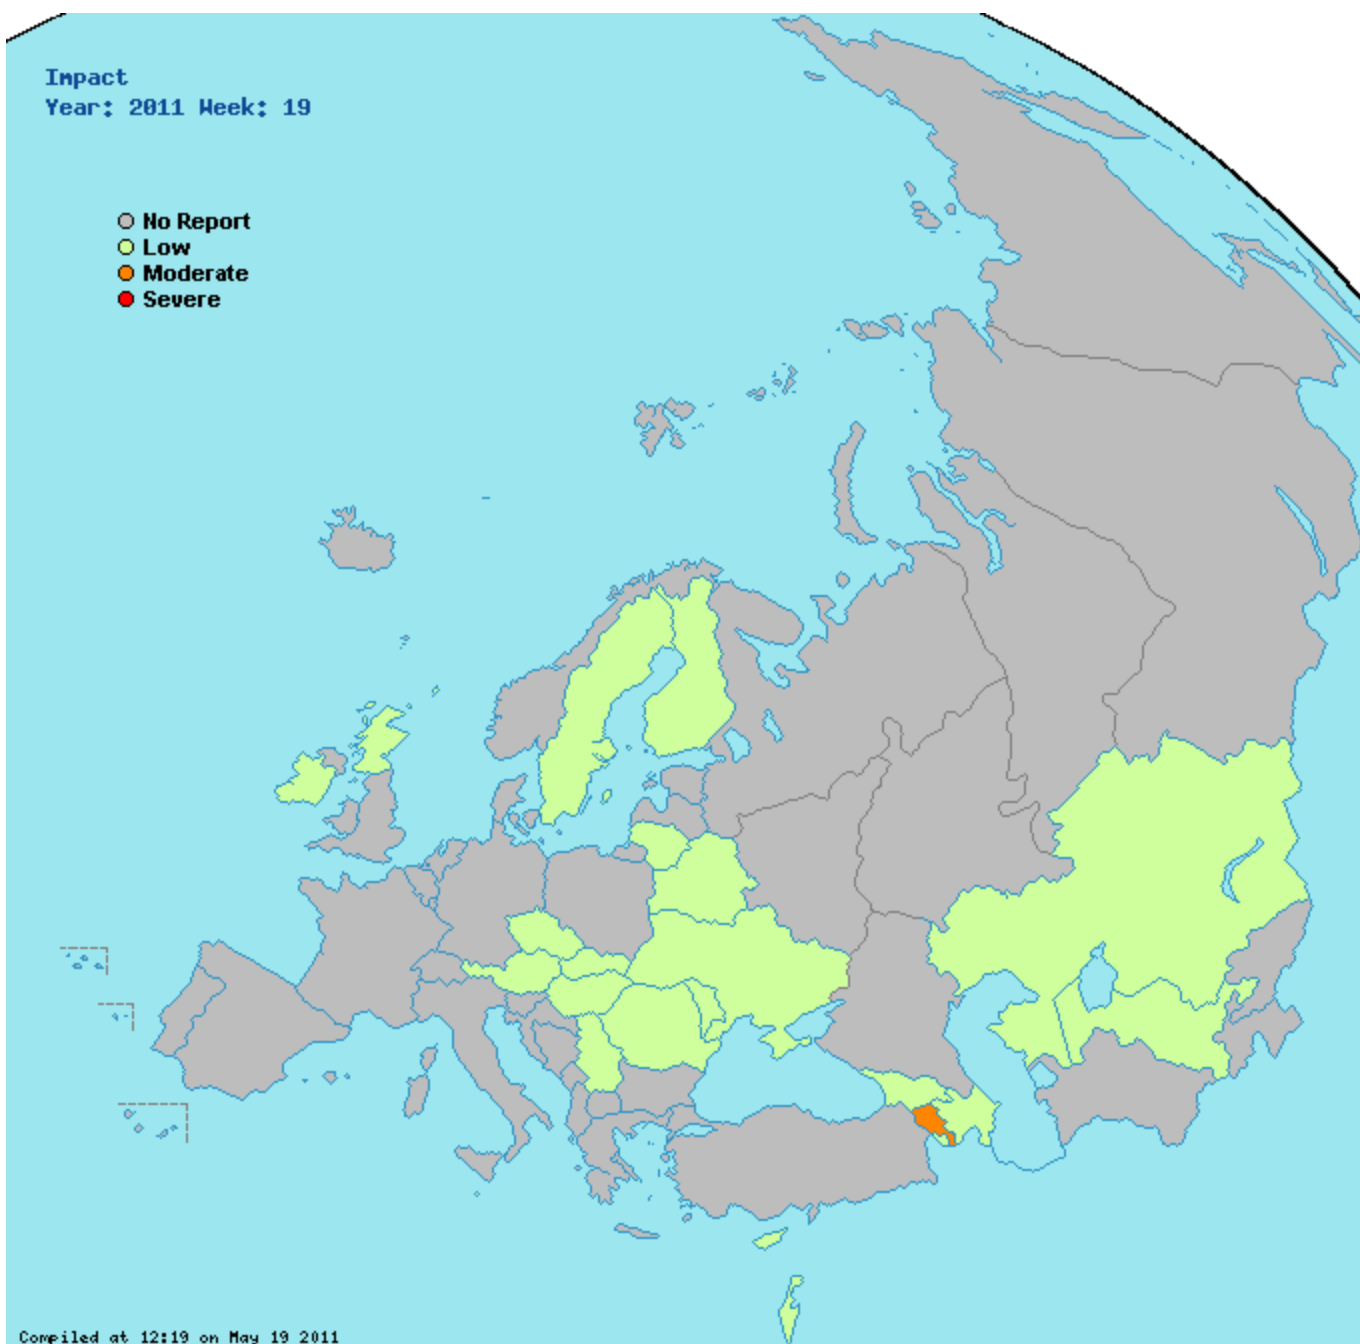 Impact
Year: 2011 Week: 19
No Report
Low
Moderate
Severe
Compiled at 12:19 on May 19 2011